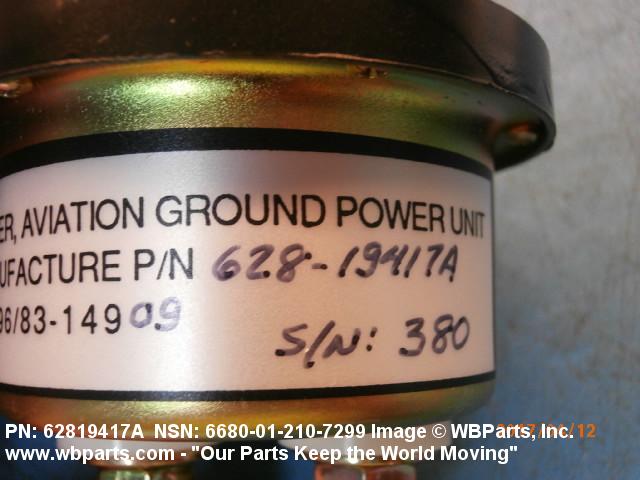 ER, AVIATION GROUND POWER UNIT
UFACTURE P/N 628-19417A
96/83-14909
S/N: 380
PN: 62819417A NSN: 6680-01-210-7299 Image © WBParts, Inc.
www.wbparts.com - "Our Parts Keep the World Moving"